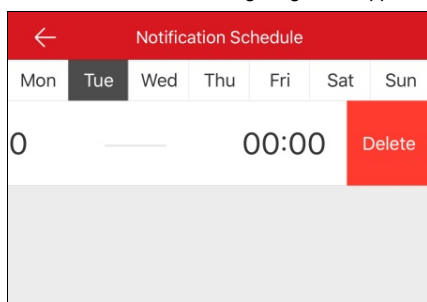 Notification Schedule
Mon Tue Wed Thu Fri Sat Sun
0 00:00 Delete